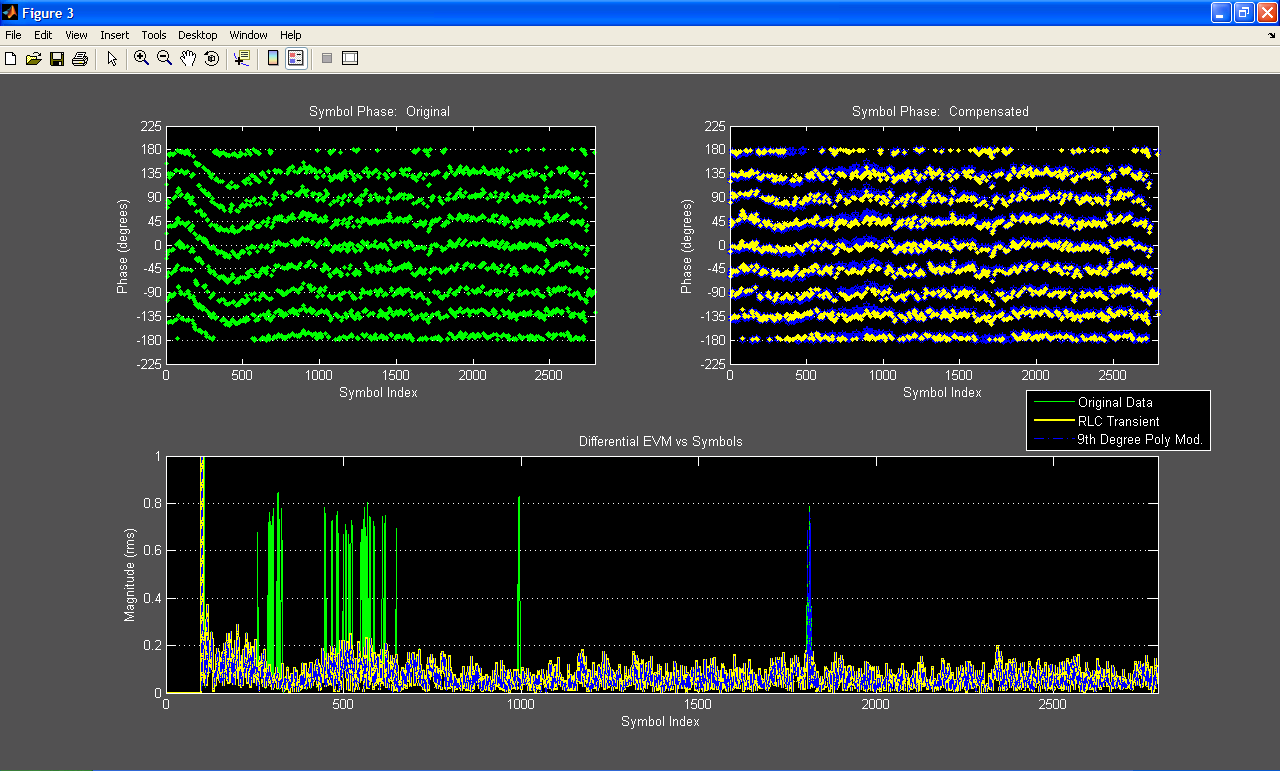 Figure 3
File Edit View Insert Tools Desktop Window Help
Symbol Phase: Original
225
180
135
90
45
0
-45
-90
-135
-180
-225
Phase (degrees)
0 500 1000 1500 2000 2500
Symbol Index
Symbol Phase: Compensated
225
180
135
90
45
0
-45
-90
-135
-180
-225
Phase (degrees)
0 500 1000 1500 2000 2500
Symbol Index
Original Data
RLC Transient
9th Degree Poly Mod.
Differential EVM vs Symbols
1
0.8
0.6
0.4
0.2
0
Magnitude (rms)
0 500 1000 1500 2000 2500
Symbol Index